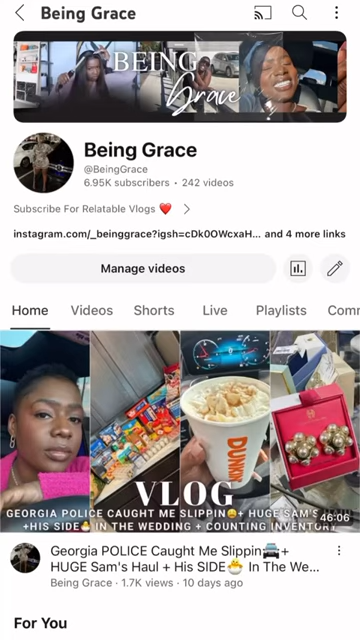 Being Grace
BEING
Grace
Being Grace
@BeingGrace
6.95K subscribers • 242 videos
Subscribe For Relatable Vlogs ❤️
instagram.com/_beinggrace?igsh=cDk0OWcxaH... and 4 more links
Manage videos
Home Videos Shorts Live Playlists Comm
DUNKI
VLOG
GEORGIA POLICE CAUGHT ME SLIPPIN😩+ HUGE SAM'S
+HIS SIDE🐣IN THE WEDDING + COUNTING INVENTORY
46:06
Georgia POLICE Caught Me Slippin🚔+
HUGE Sam's Haul + His SIDE🐣 In The We...
Being Grace · 1.7K views · 10 days ago
For You